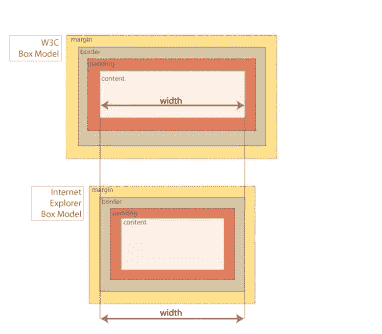 W3C
Box Model
margin
border
padding
content
width
Internet
Explorer
Box Model
margin
border
padding
content
width